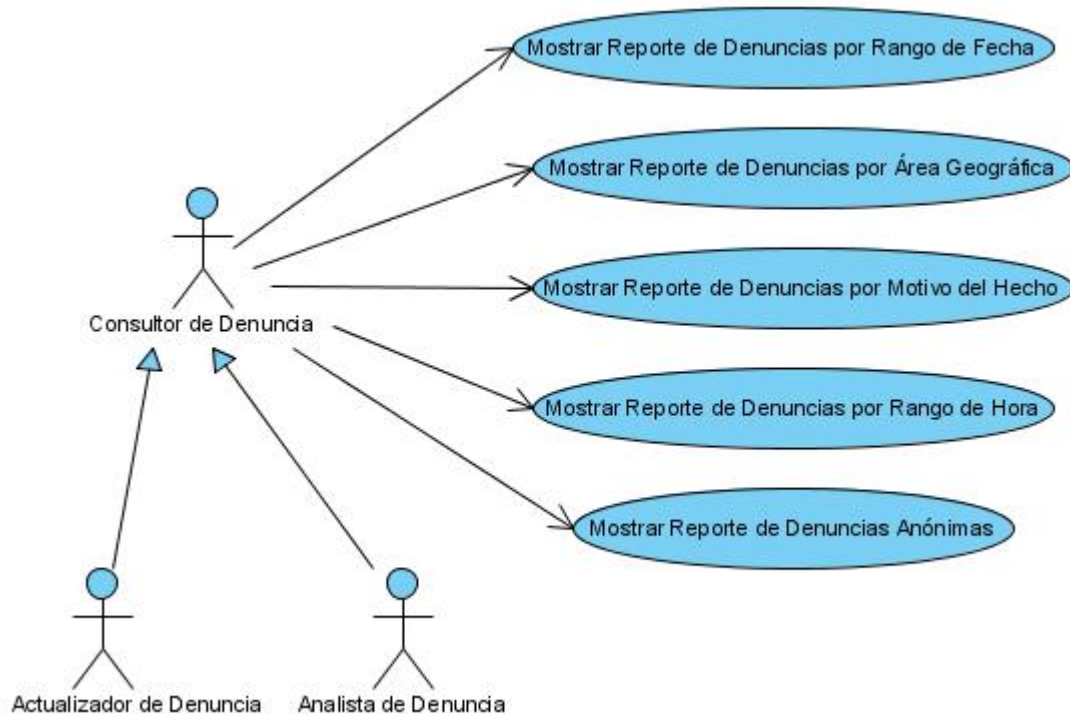 Mostrar Reporte de Denuncias por Rango de Fecha
Mostrar Reporte de Denuncias por Área Geográfica
Mostrar Reporte de Denuncias por Motivo del Hecho
Consultor de Denuncia
Mostrar Reporte de Denuncias por Rango de Hora
Mostrar Reporte de Denuncias Anónimas
Actualizador de Denuncia
Analista de Denuncia